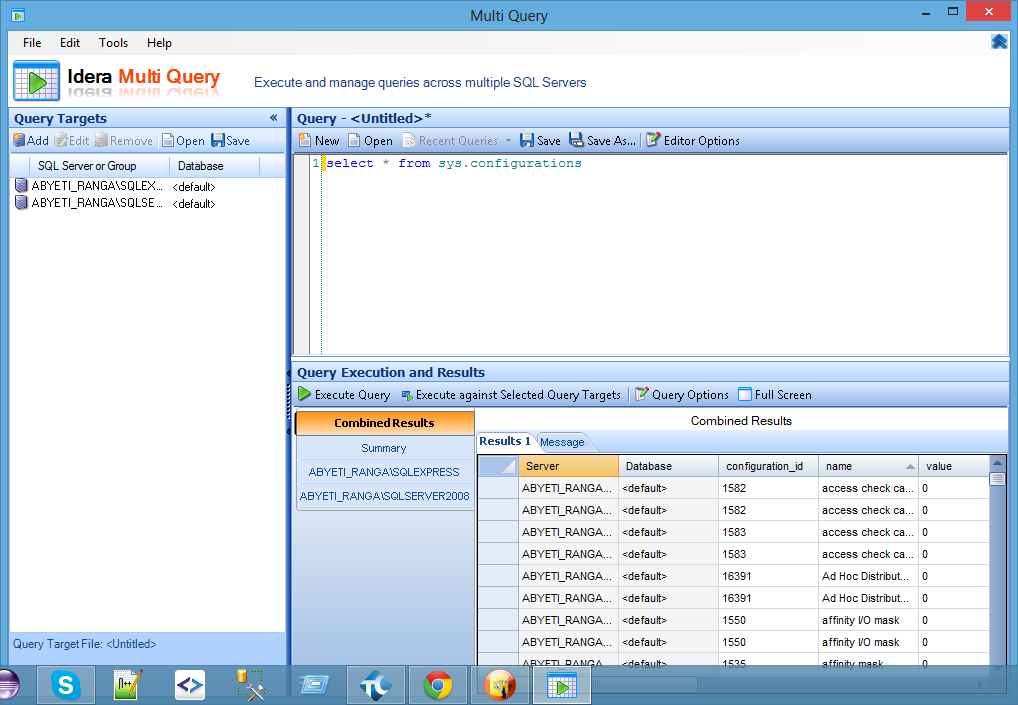 Multi Query
File Edit Tools Help
Idera Multi Query
Execute and manage queries across multiple SQL Servers
Query Targets «
Add Edit Remove Open Save
SQL Server or Group Database
ABYETI_RANGA\SQLEX... <default>
ABYETI_RANGA\SQLSE... <default>
Query Target File: <Untitled>
Query - <Untitled>*
New Open Recent Queries Save Save As... Editor Options
1 select * from sys.configurations
Query Execution and Results
Execute Query Execute against Selected Query Targets Query Options Full Screen
Combined Results
Summary
ABYETI_RANGA\SQLEXPRESS
ABYETI_RANGA\SQLSERVER2008
Combined Results
Results 1 Message
Server Database configuration_id name value
ABYETI_RANGA... <default> 1582 access check ca... 0
ABYETI_RANGA... <default> 1582 access check ca... 0
ABYETI_RANGA... <default> 1583 access check ca... 0
ABYETI_RANGA... <default> 1583 access check ca... 0
ABYETI_RANGA... <default> 16391 Ad Hoc Distribut... 0
ABYETI_RANGA... <default> 16391 Ad Hoc Distribut... 0
ABYETI_RANGA... <default> 1550 affinity I/O mask 0
ABYETI_RANGA... <default> 1550 affinity I/O mask 0
ABYETI_RANGA... <default> 1535 affinity mask 0